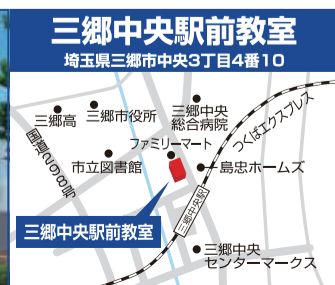 三郷中央駅前教室
埼玉県三郷市中央3丁目4番10
三郷高
三郷市役所
三郷中央
総合病院
つくばエクスプレス
国道298号
ファミリーマート
市立図書館
島忠ホームズ
三郷中央駅
三郷中央駅前教室
三郷中央
センターマークス